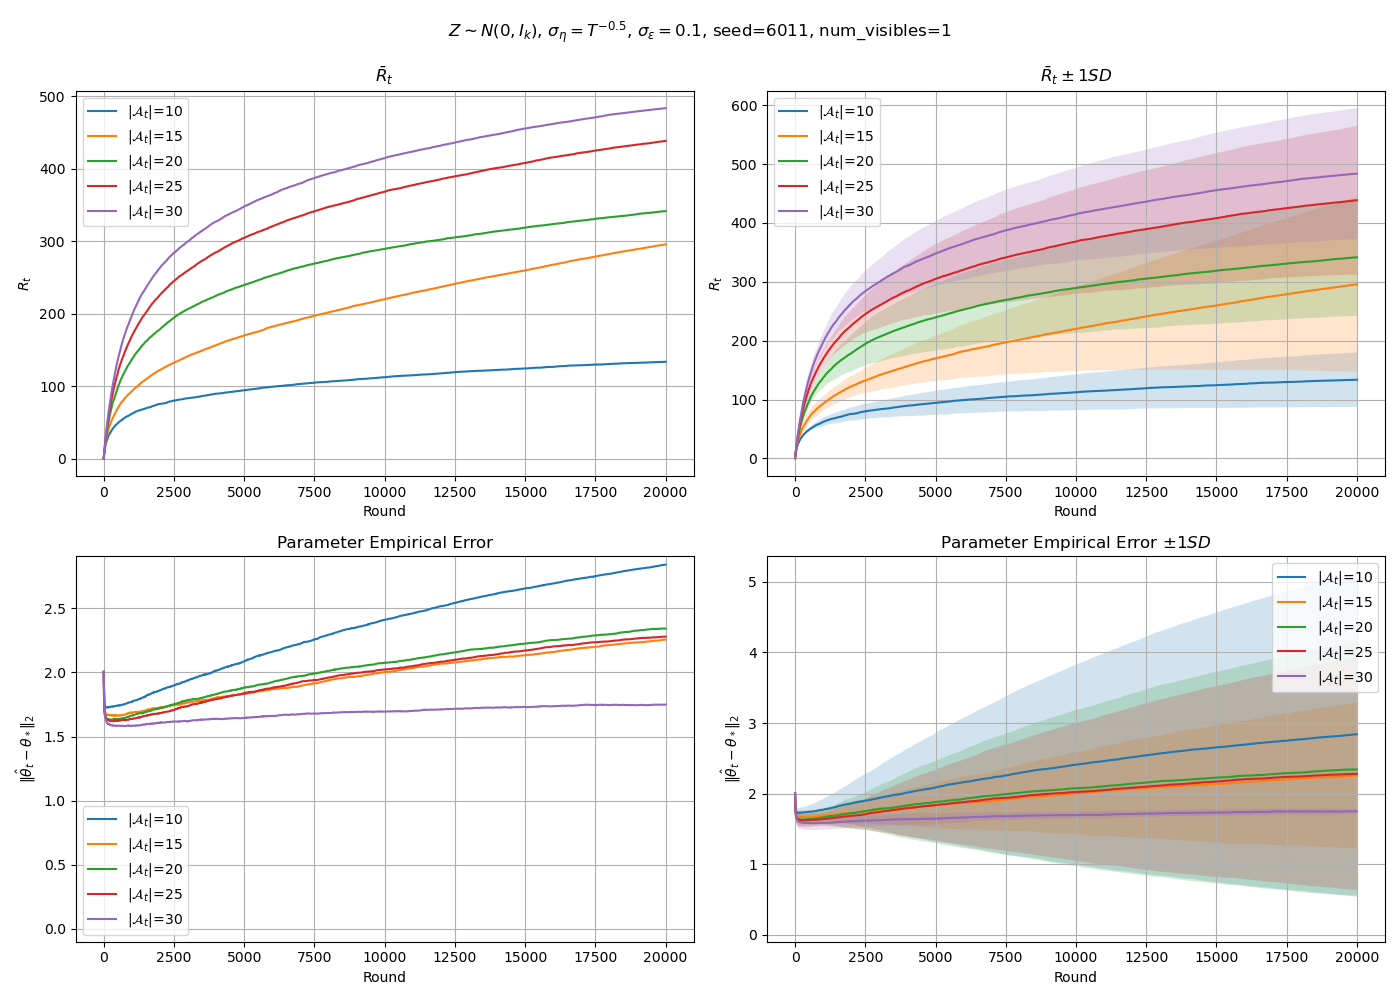 Z ∼ N(0, I_k), σ_η = T^{−0.5}, σ_ε = 0.1, seed=6011, num_visibles=1
R̄_t
R_t
500
400
300
200
100
0
|𝒜_t|=10
|𝒜_t|=15
|𝒜_t|=20
|𝒜_t|=25
|𝒜_t|=30
0 2500 5000 7500 10000 12500 15000 17500 20000
Round
R̄_t ± 1SD
R_t
600
500
400
300
200
100
0
|𝒜_t|=10
|𝒜_t|=15
|𝒜_t|=20
|𝒜_t|=25
|𝒜_t|=30
0 2500 5000 7500 10000 12500 15000 17500 20000
Round
Parameter Empirical Error
‖θ̂_t − θ_*‖_2
2.5
2.0
1.5
1.0
0.5
0.0
|𝒜_t|=10
|𝒜_t|=15
|𝒜_t|=20
|𝒜_t|=25
|𝒜_t|=30
0 2500 5000 7500 10000 12500 15000 17500 20000
Round
Parameter Empirical Error ±1SD
‖θ̂_t − θ_*‖_2
5
4
3
2
1
0
|𝒜_t|=10
|𝒜_t|=15
|𝒜_t|=20
|𝒜_t|=25
|𝒜_t|=30
0 2500 5000 7500 10000 12500 15000 17500 20000
Round